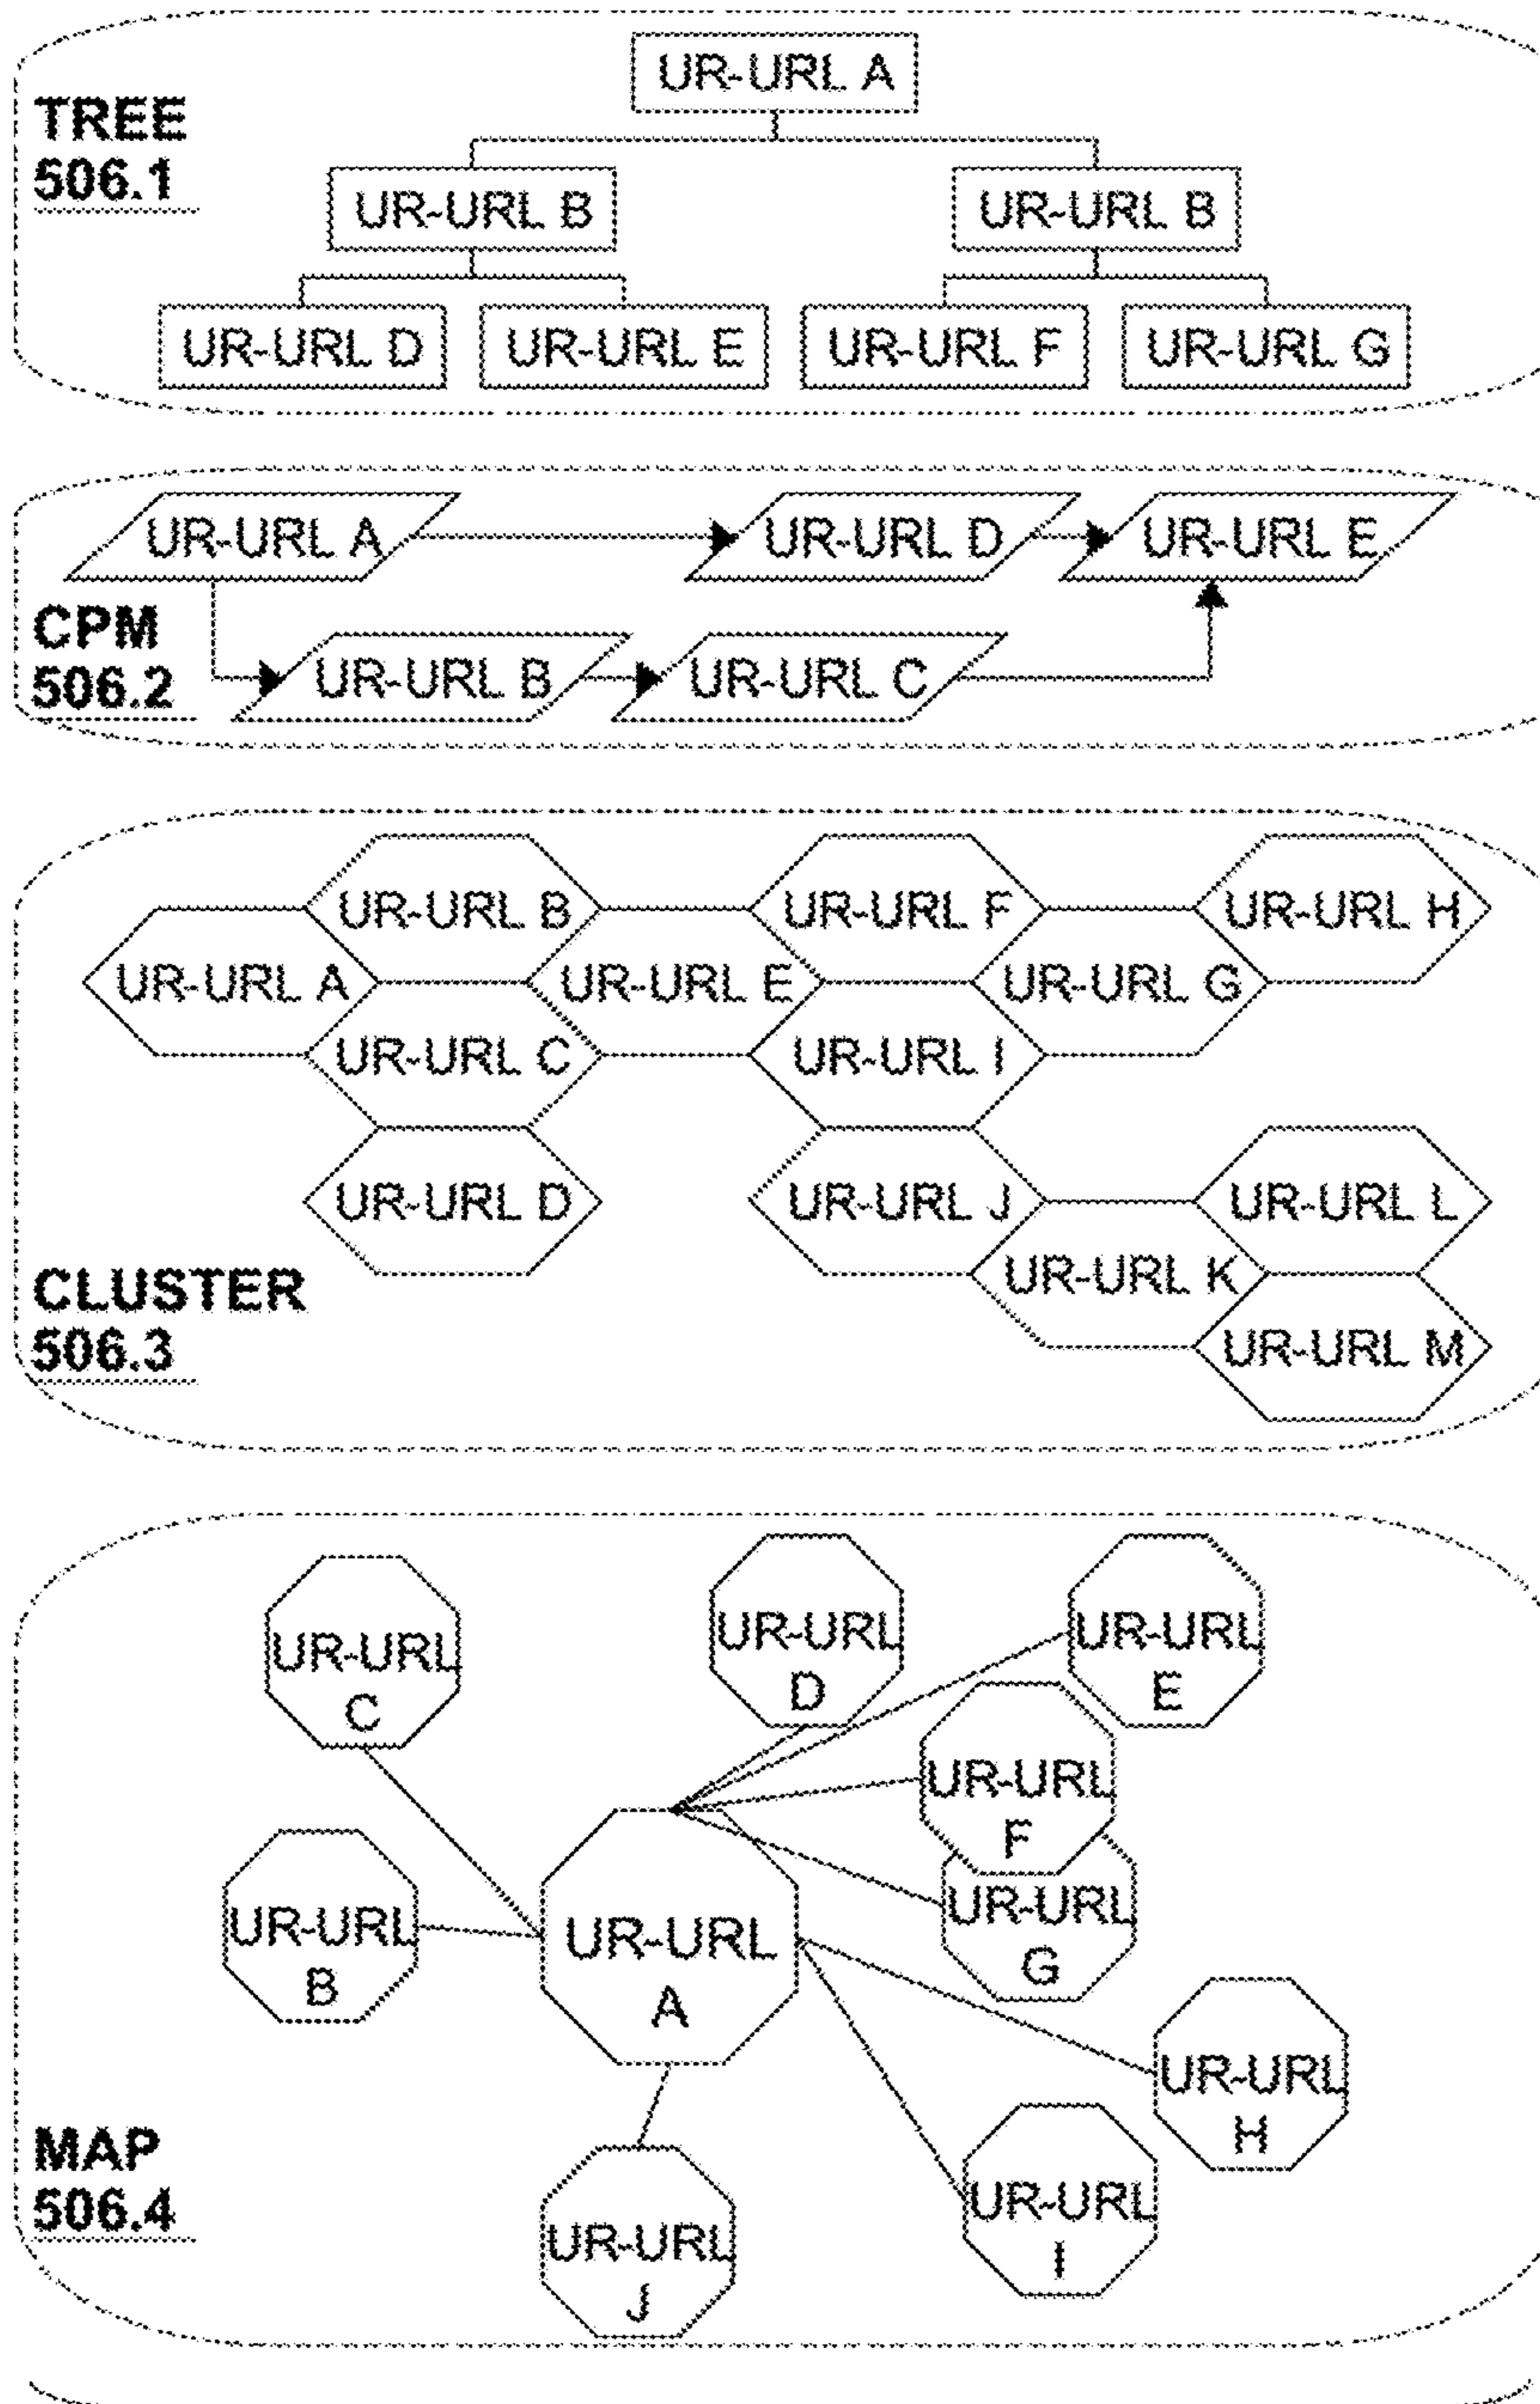 UR-URL A
TREE
506.1
UR-URL B
UR-URL B
UR-URL D
UR-URL E
UR-URL F
UR-URL G
UR-URL A
UR-URL D
UR-URL E
CPM
506.2
UR-URL B
UR-URL C
UR-URL B
UR-URL F
UR-URL H
UR-URL A
UR-URL E
UR-URL G
UR-URL C
UR-URL I
UR-URL D
UR-URL J
UR-URL L
UR-URL K
UR-URL M
CLUSTER
506.3
UR-URL
C
UR-URL
D
UR-URL
E
UR-URL
F
UR-URL
G
UR-URL
B
UR-URL
A
UR-URL
H
UR-URL
I
UR-URL
J
MAP
506.4